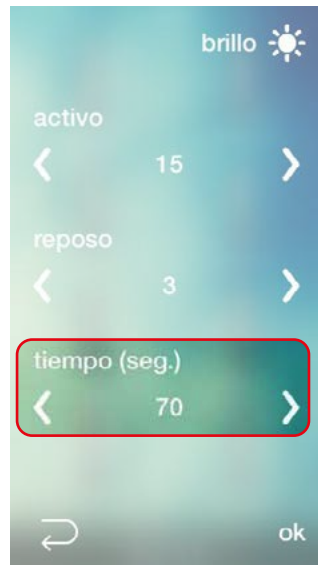 brillo
activo
15
reposo
3
tiempo (seg.)
70
ok